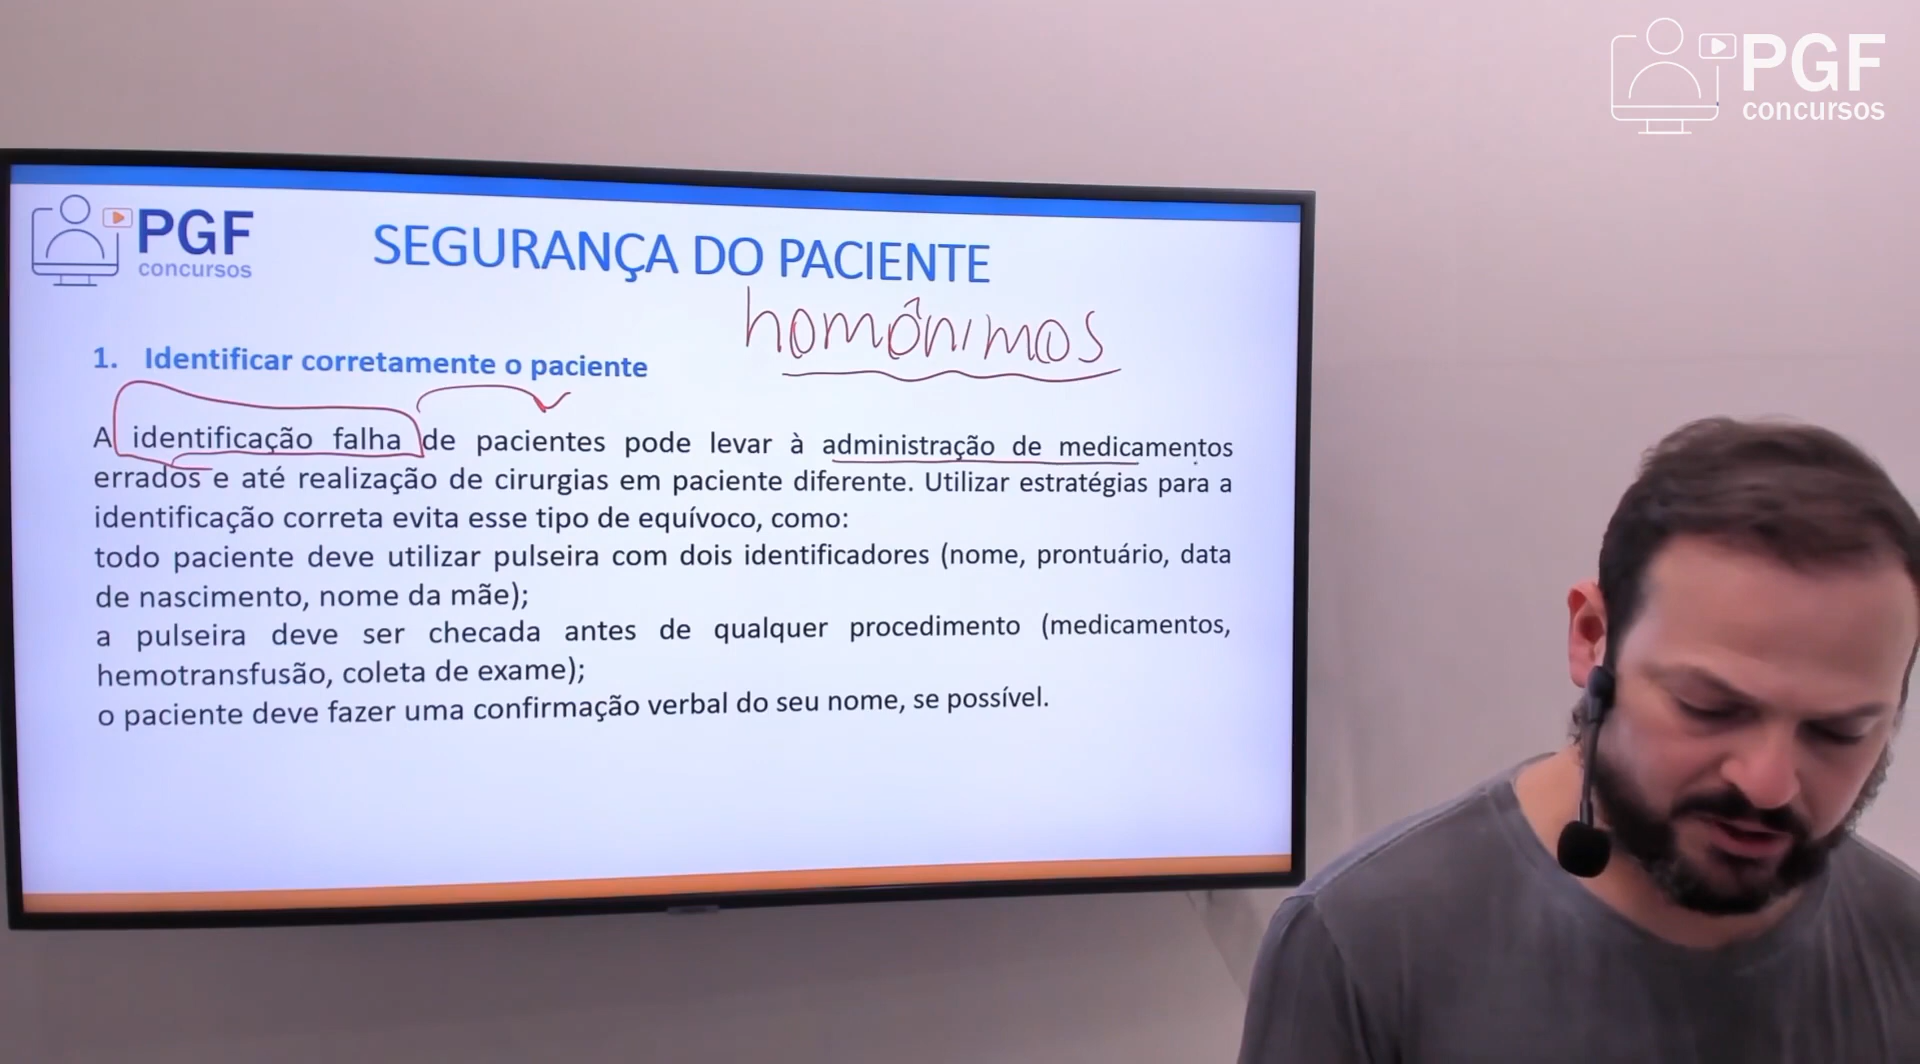 PGF
concursos
PGF
concursos
SEGURANÇA DO PACIENTE
homônimos
1. Identificar corretamente o paciente
A identificação falha de pacientes pode levar à administração de medicamentos
errados e até realização de cirurgias em paciente diferente. Utilizar estratégias para a
identificação correta evita esse tipo de equívoco, como:
todo paciente deve utilizar pulseira com dois identificadores (nome, prontuário, data
de nascimento, nome da mãe);
a pulseira deve ser checada antes de qualquer procedimento (medicamentos,
hemotransfusão, coleta de exame);
o paciente deve fazer uma confirmação verbal do seu nome, se possível.